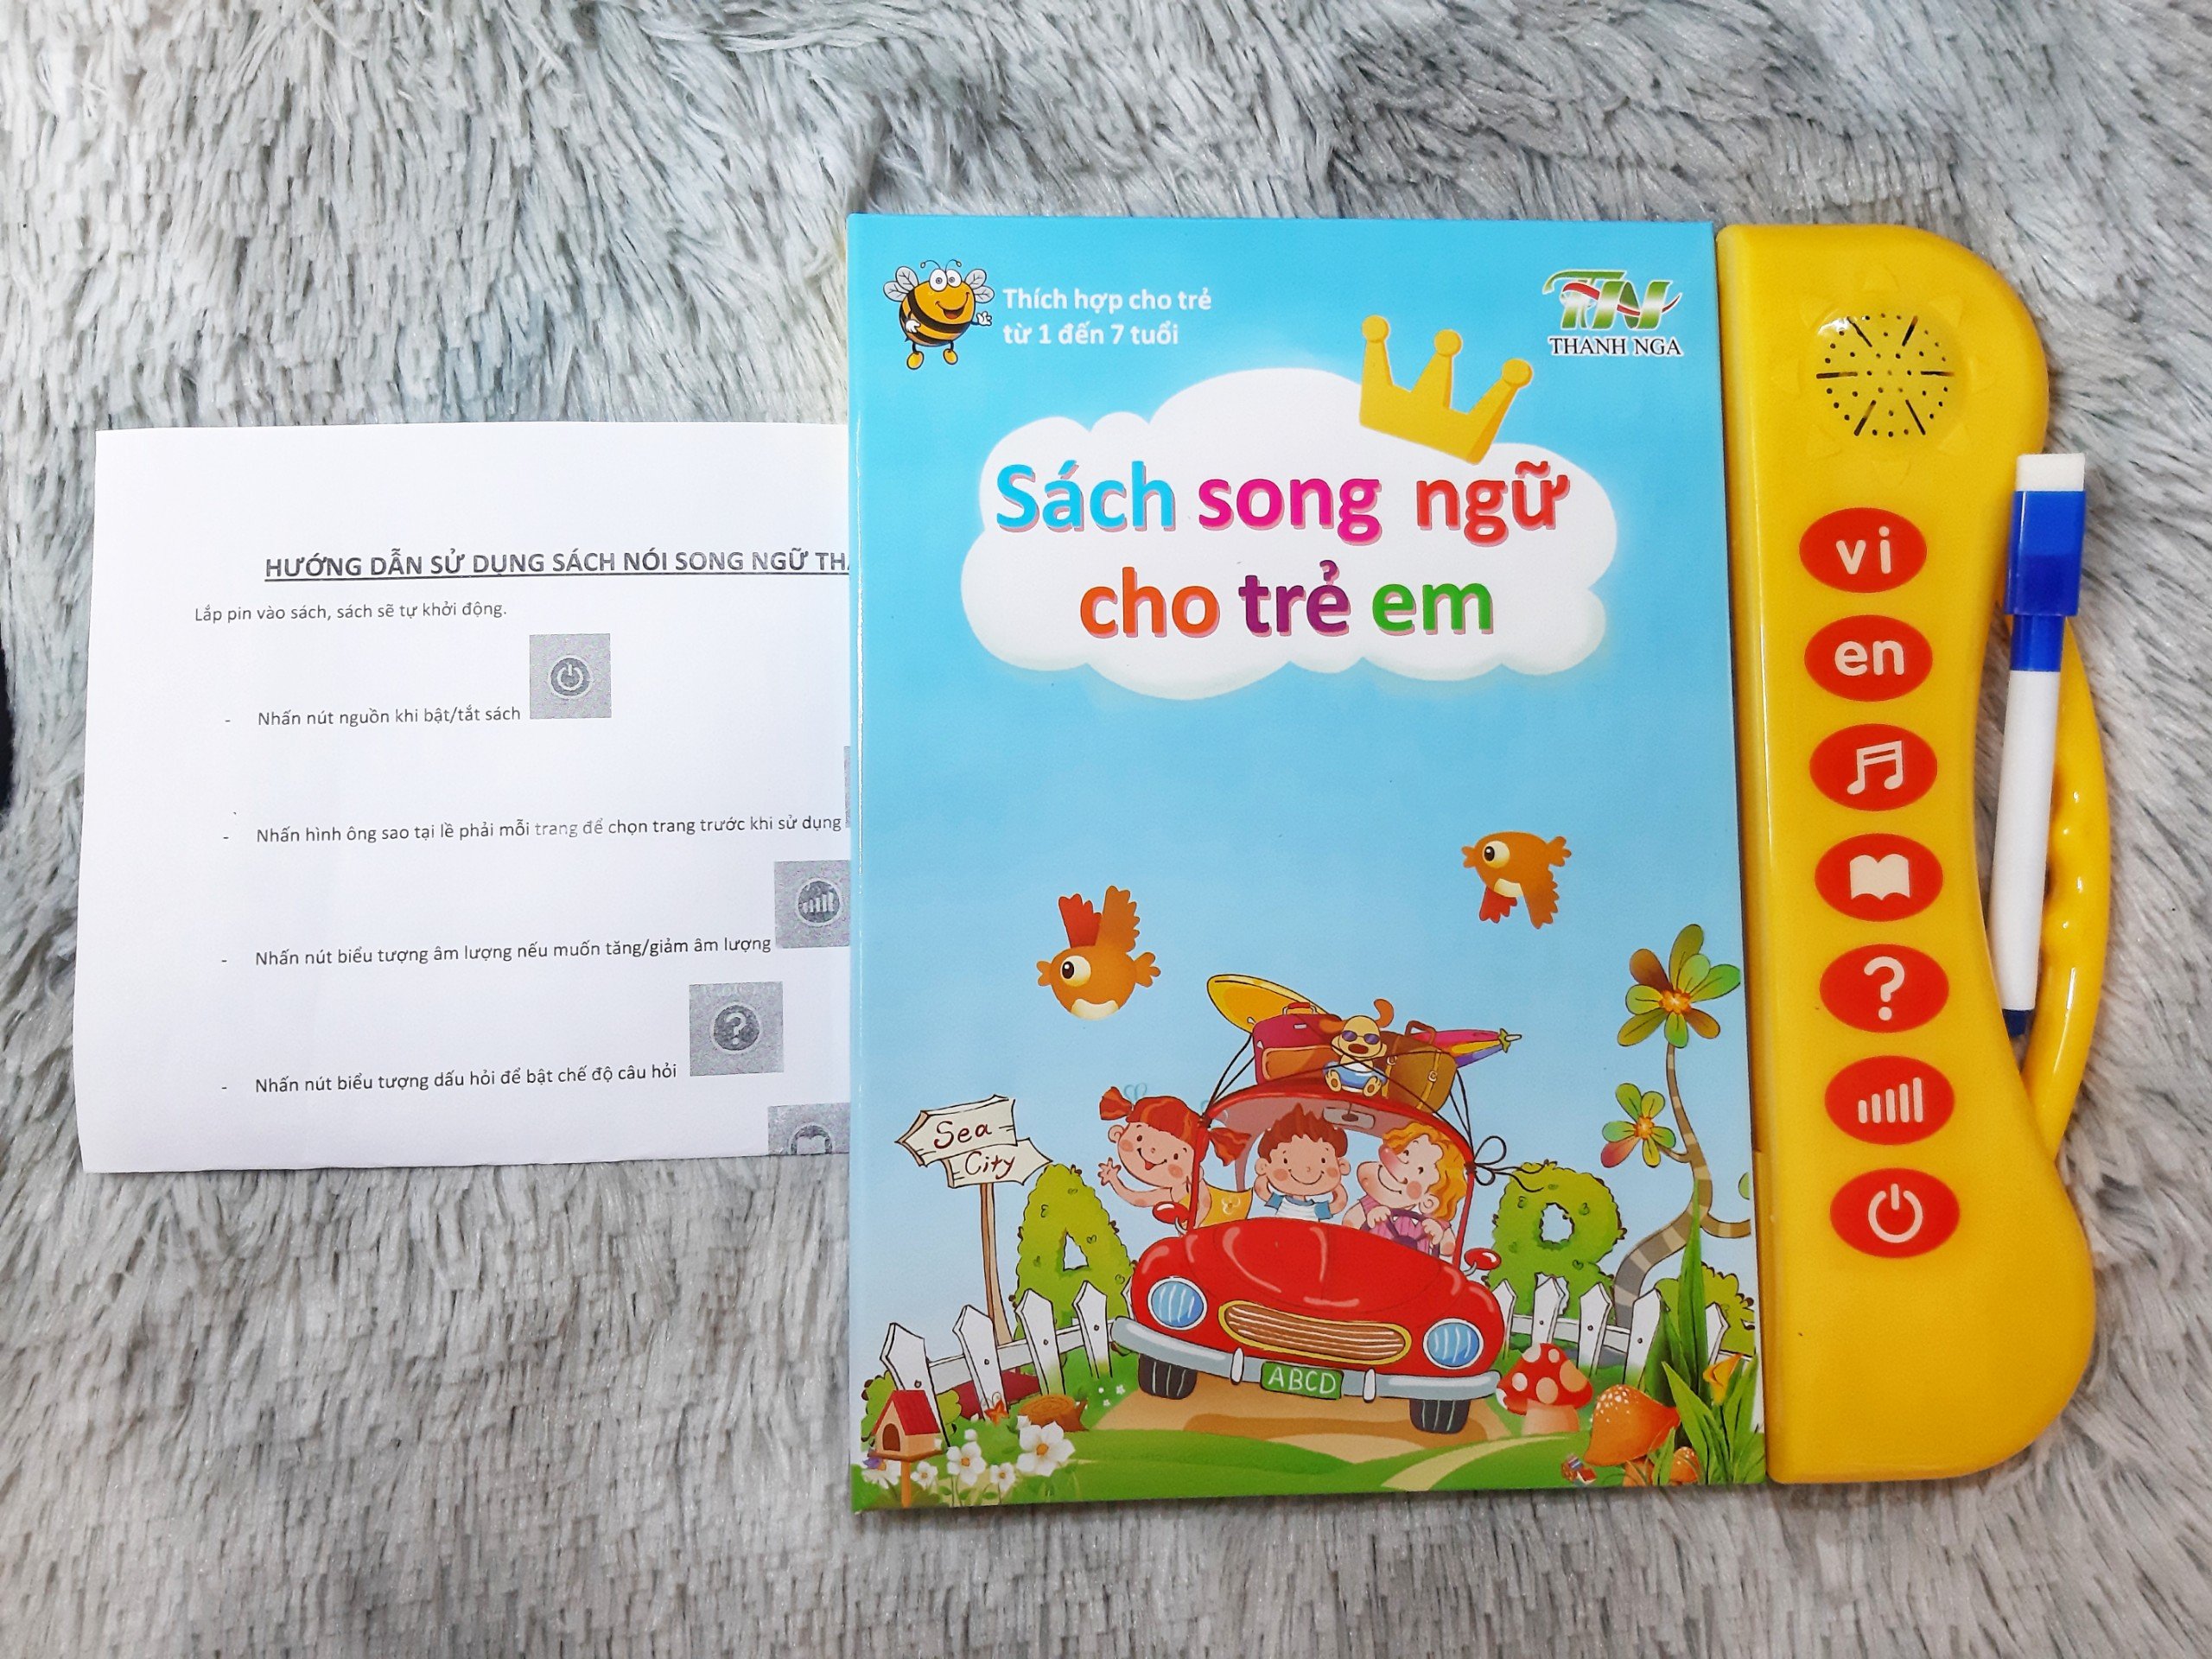 HƯỚNG DẪN SỬ DỤNG SÁCH NÓI SONG NGỮ
Lắp pin vào sách, sách sẽ tự khởi động.
- Nhấn nút nguồn khi bật/tắt sách
- Nhấn hình ông sao tại lề phải mỗi trang để chọn trang trước khi sử dụng
- Nhấn nút biểu tượng âm lượng nếu muốn tăng/giảm âm lượng
- Nhấn nút biểu tượng dấu hỏi để bật chế độ câu hỏi
?
Thích hợp cho trẻ
từ 1 đến 7 tuổi
TN
THANH NGA
Sách song ngữ
cho trẻ em
Sea
City
A
B
ABCD
vi
en
?